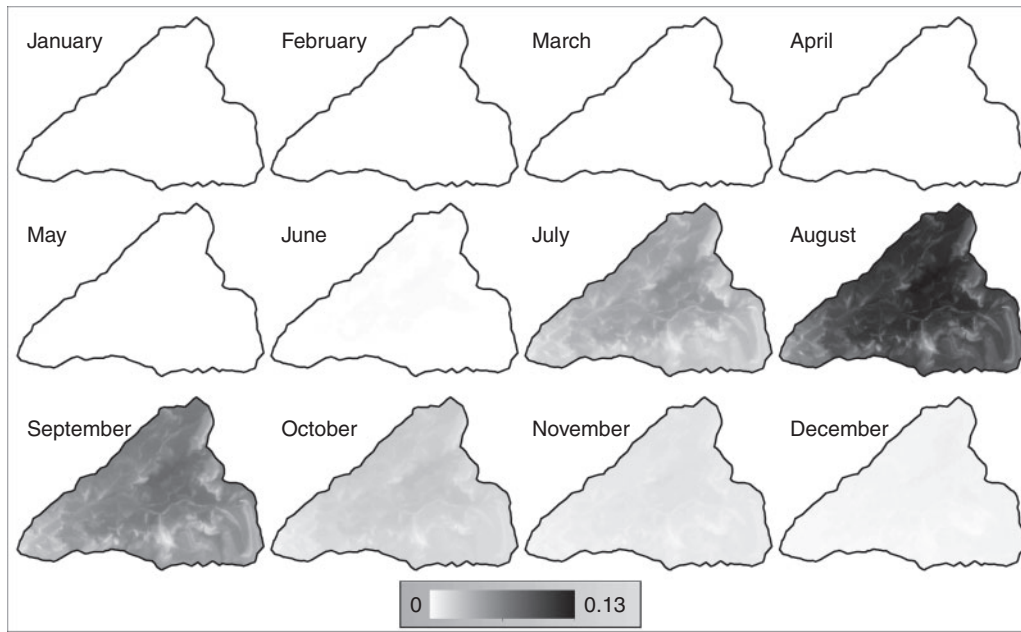 January
February
March
April
May
June
July
August
September
October
November
December
0
0.13